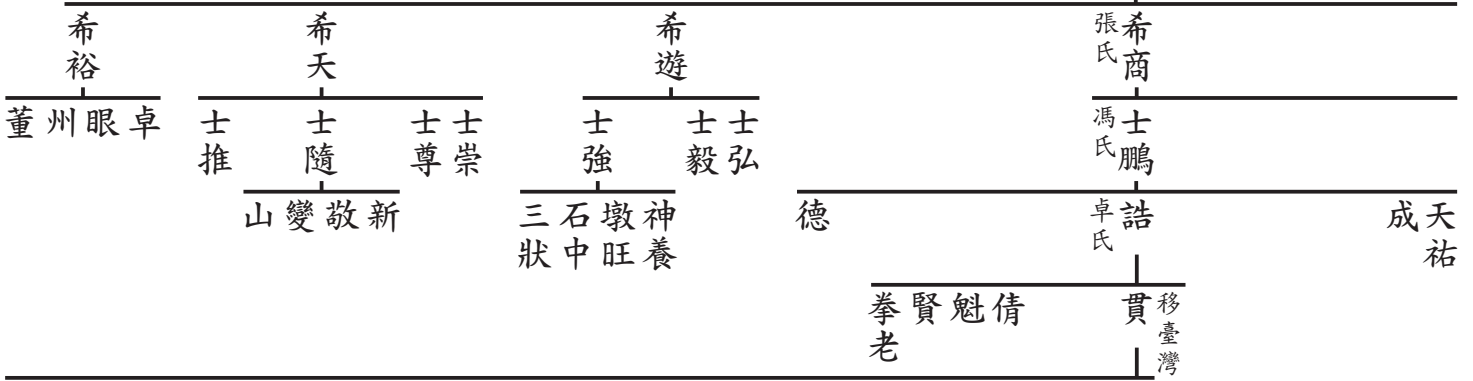 希商
張氏
希遊
希天
希裕
士鵬
馮氏
士弘
士毅
士強
士崇
士尊
士隨
士推
卓
眼
州
董
天祐
成
誥
卓氏
德
神養
墩旺
石中
三狀
新
敬
變
山
移臺灣
貫
倩
魁
賢
拳老